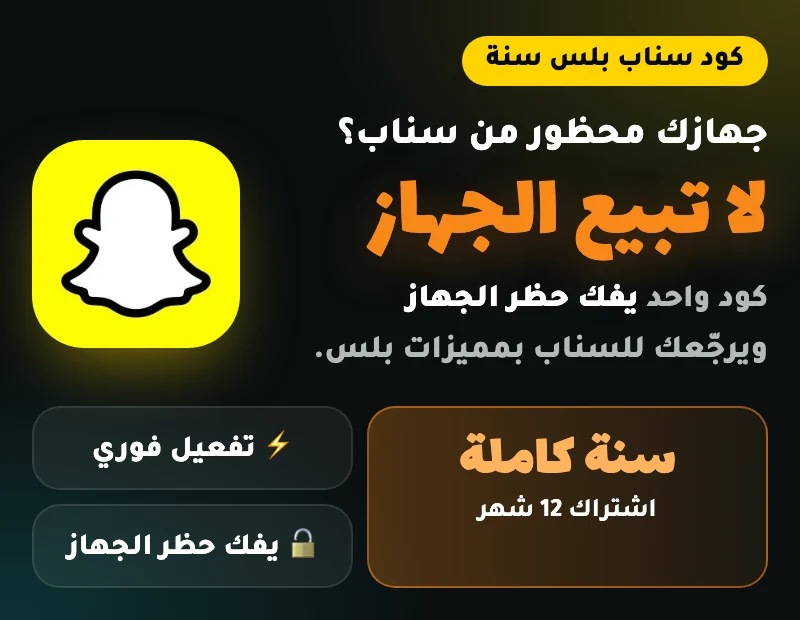 كود سناب بلس سنة
جهازك محظور من سناب؟
لا تبيع الجهاز
كود واحد يفك حظر الجهاز
ويرجّعك للسناب بمميزات بلس.
سنة كاملة
اشتراك 12 شهر
⚡ تفعيل فوري
🔒 يفك حظر الجهاز